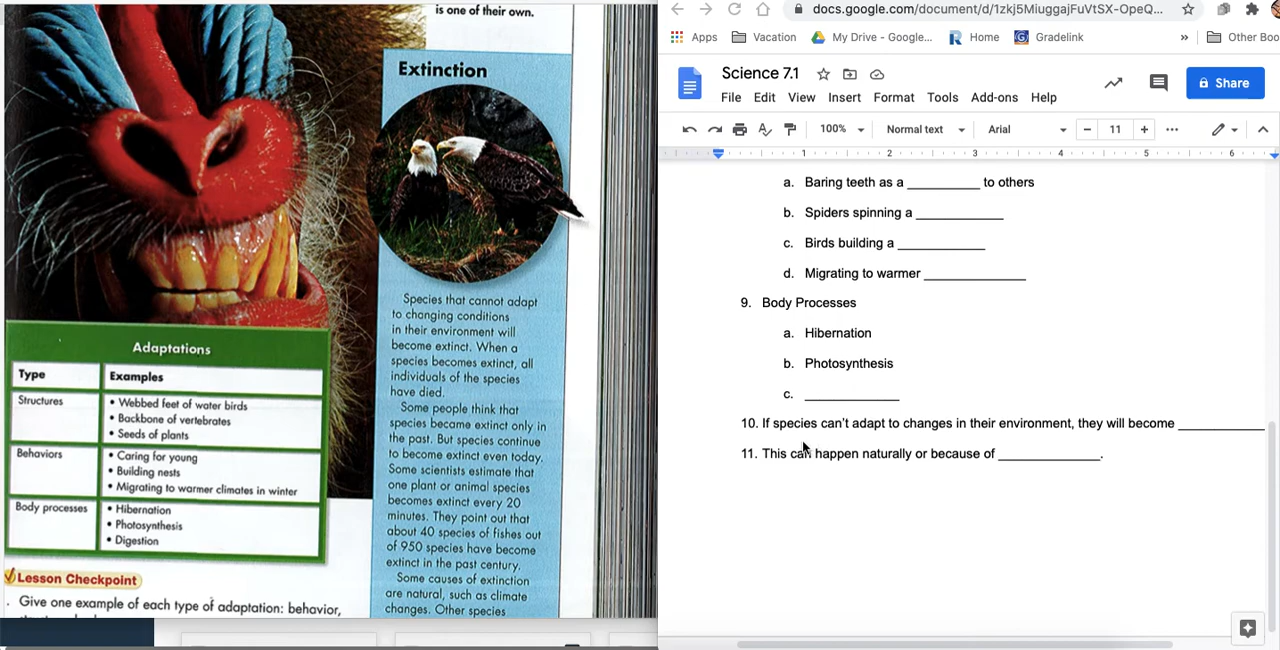 is one of their own.
Extinction
Species that cannot adapt
to changing conditions
in their environment will
become extinct. When a
species becomes extinct, all
individuals of the species
have died.
Some people think that
species became extinct only in
the past. But species continue
to become extinct even today.
Some scientists estimate that
one plant or animal species
becomes extinct every 20
minutes. They point out that
about 40 species of fishes out
of 950 species have become
extinct in the past century.
Some causes of extinction
are natural, such as climate
changes. Other species
Adaptations
Type Examples
Structures • Webbed feet of water birds
• Backbone of vertebrates
• Seeds of plants
Behaviors • Caring for young
• Building nests
• Migrating to warmer climates in winter
Body processes • Hibernation
• Photosynthesis
• Digestion
Lesson Checkpoint
. Give one example of each type of adaptation: behavior,
docs.google.com/document/d/1zkj5MiuggajFuVtSX-OpeQ...
Apps Vacation My Drive - Google... Home Gradelink » Other Boo
Science 7.1
File Edit View Insert Format Tools Add-ons Help
Share
100% Normal text Arial 11
1 2 3 4 5 6
a. Baring teeth as a __________ to others
b. Spiders spinning a ____________
c. Birds building a ____________
d. Migrating to warmer ______________
9. Body Processes
a. Hibernation
b. Photosynthesis
c. _____________
10. If species can't adapt to changes in their environment, they will become ____________
11. This can happen naturally or because of ______________.